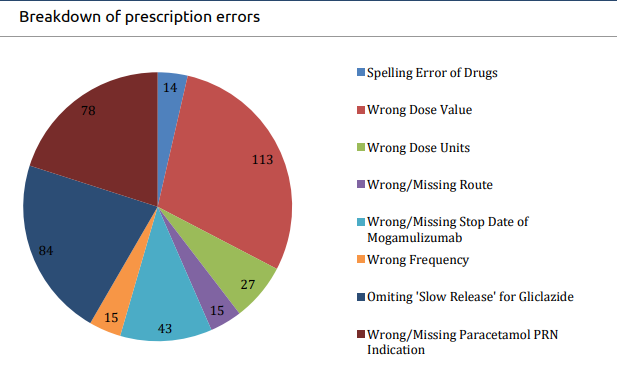 Breakdown of prescription errors
14
113
27
15
43
15
84
78
Spelling Error of Drugs
Wrong Dose Value
Wrong Dose Units
Wrong/Missing Route
Wrong/Missing Stop Date of
Mogamulizumab
Wrong Frequency
Omiting 'Slow Release' for Gliclazide
Wrong/Missing Paracetamol PRN
Indication